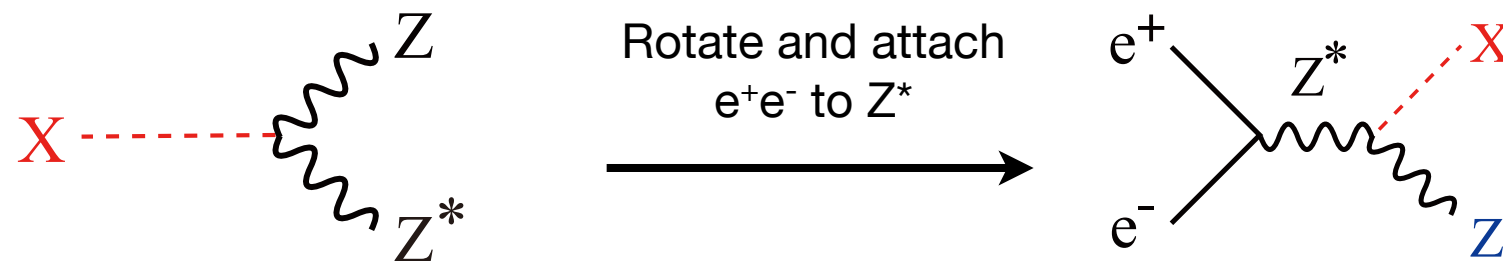 X
Z
Z*
Rotate and attach
e⁺e⁻ to Z*
e⁺
e⁻
Z*
X
Z